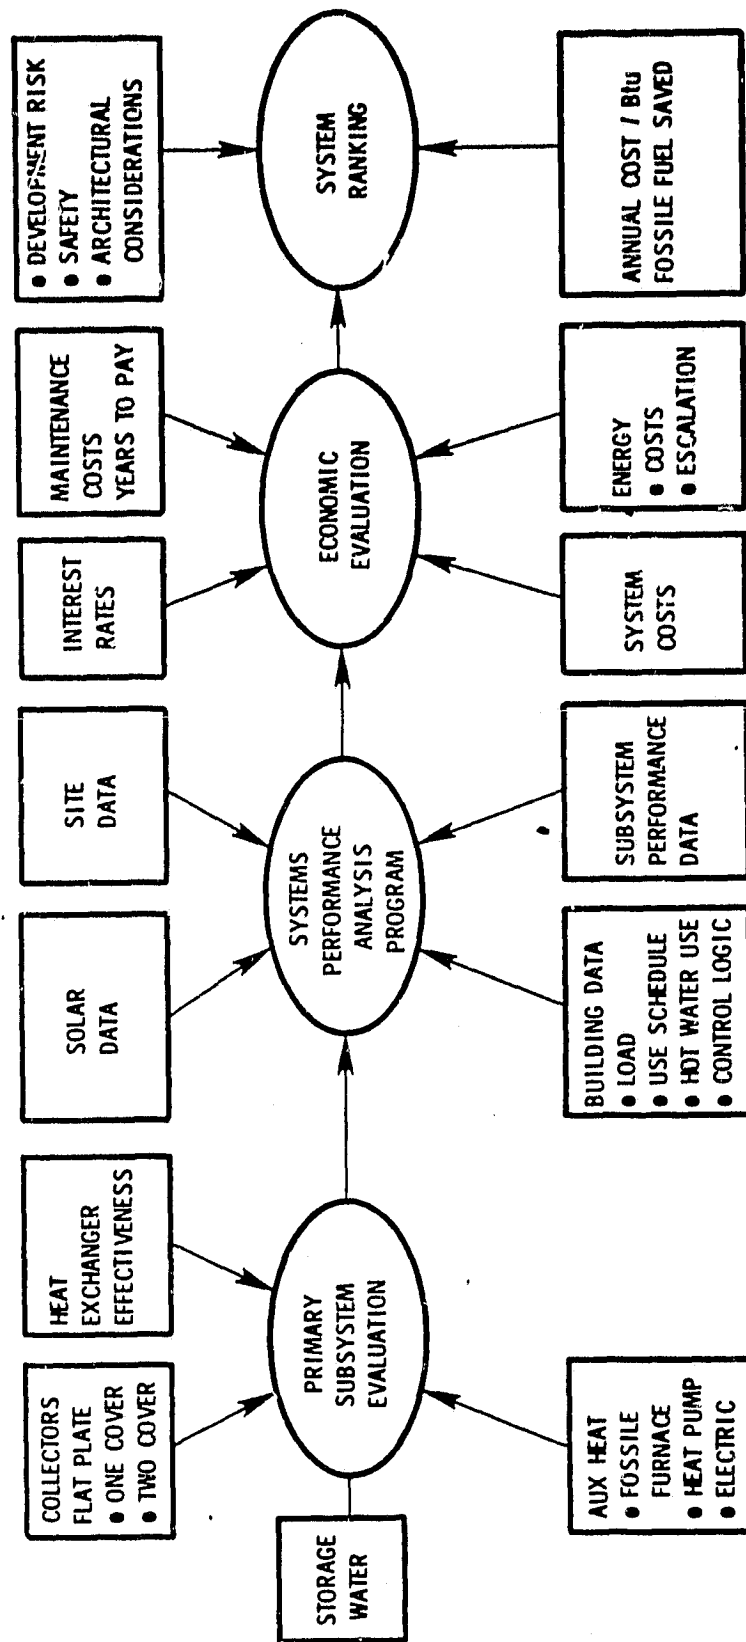 COLLECTORS
FLAT PLATE
● ONE COVER
● TWO COVER
HEAT
EXCHANGER
EFFECTIVENESS
SOLAR
DATA
SITE
DATA
INTEREST
RATES
MAINTENANCE
COSTS
YEARS TO PAY
● DEVELOPMENT RISK
● SAFETY
● ARCHITECTURAL
CONSIDERATIONS
STORAGE
WATER
PRIMARY
SUBSYSTEM
EVALUATION
SYSTEMS
PERFORMANCE
ANALYSIS
PROGRAM
ECONOMIC
EVALUATION
SYSTEM
RANKING
AUX HEAT
● FOSSILE
FURNACE
● HEAT PUMP
● ELECTRIC
BUILDING DATA
● LOAD
● USE SCHEDULE
● HOT WATER USE
● CONTROL LOGIC
SUBSYSTEM
PERFORMANCE
DATA
SYSTEM
COSTS
ENERGY
● COSTS
● ESCALATION
ANNUAL COST / Btu
FOSSILE FUEL SAVED